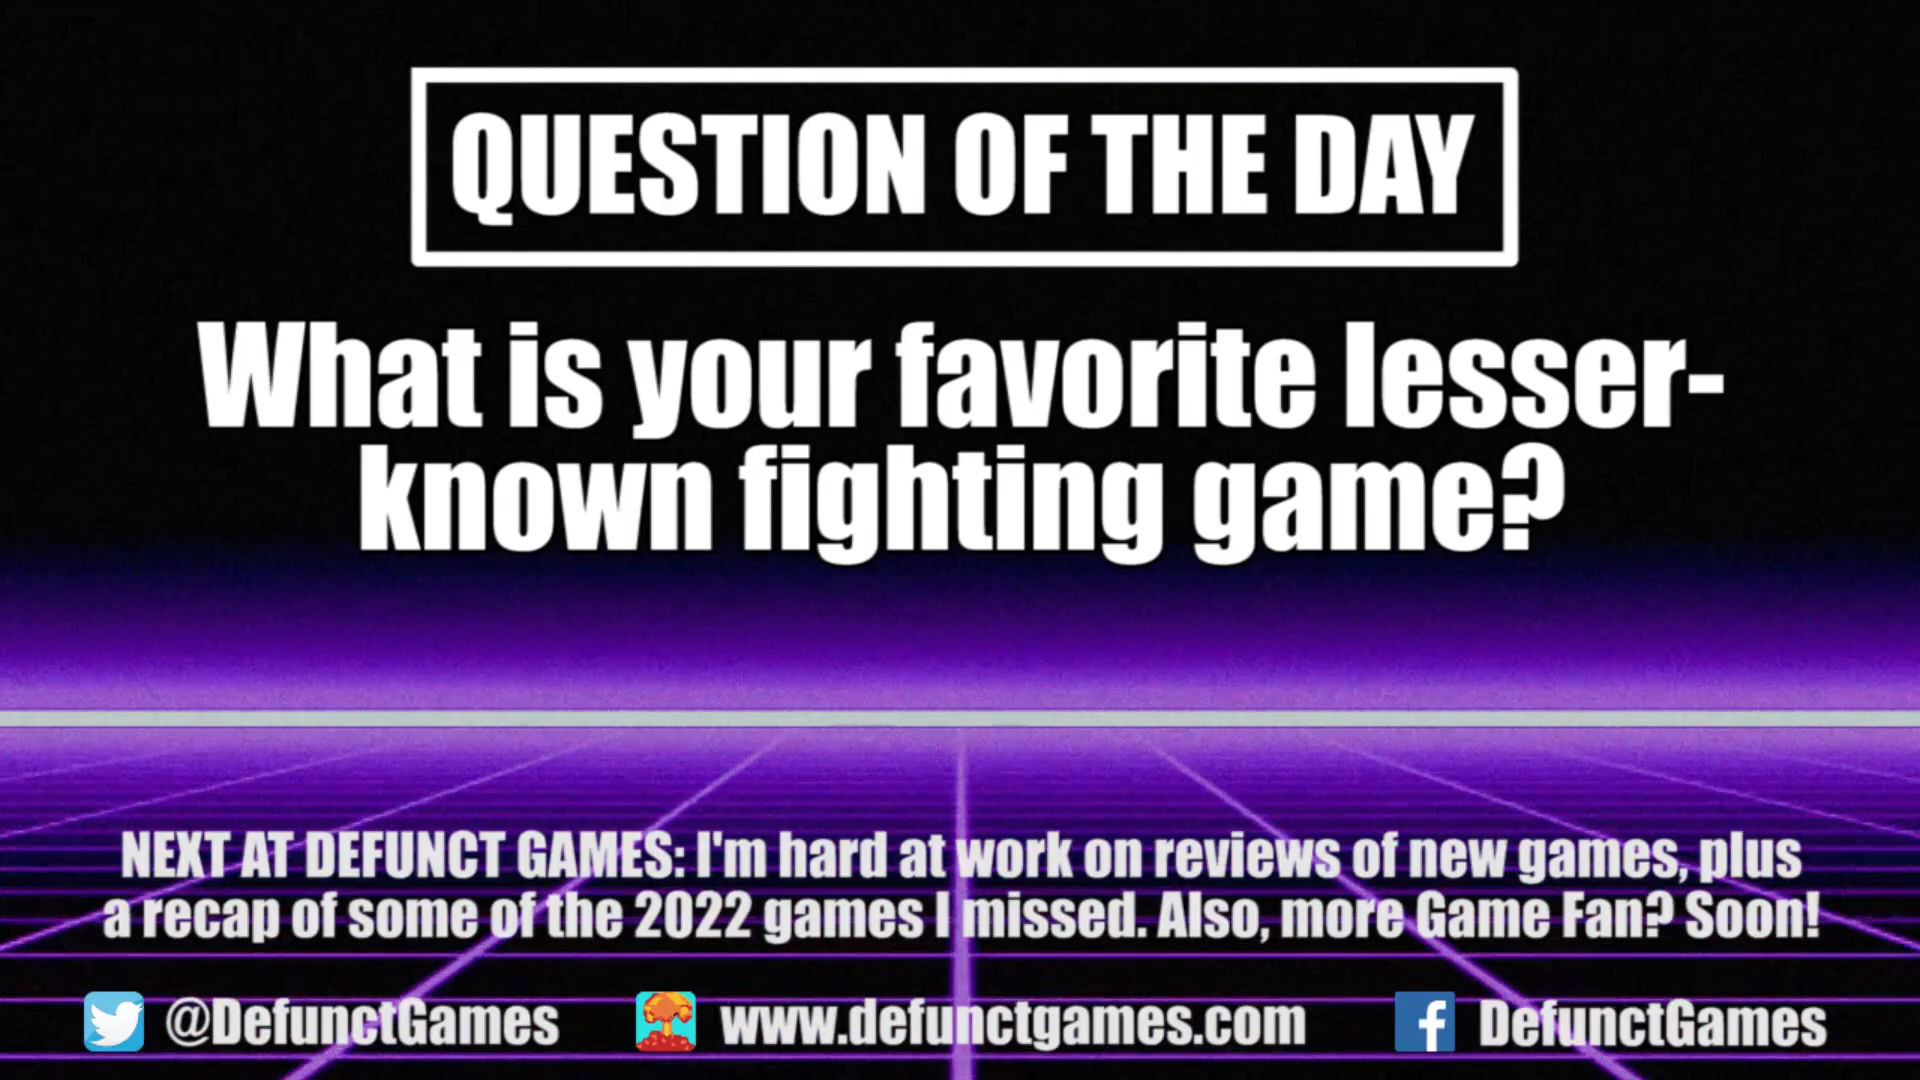 QUESTION OF THE DAY
What is your favorite lesser-
known fighting game?
NEXT AT DEFUNCT GAMES: I'm hard at work on reviews of new games, plus
a recap of some of the 2022 games I missed. Also, more Game Fan? Soon!
@DefunctGames
www.defunctgames.com
DefunctGames